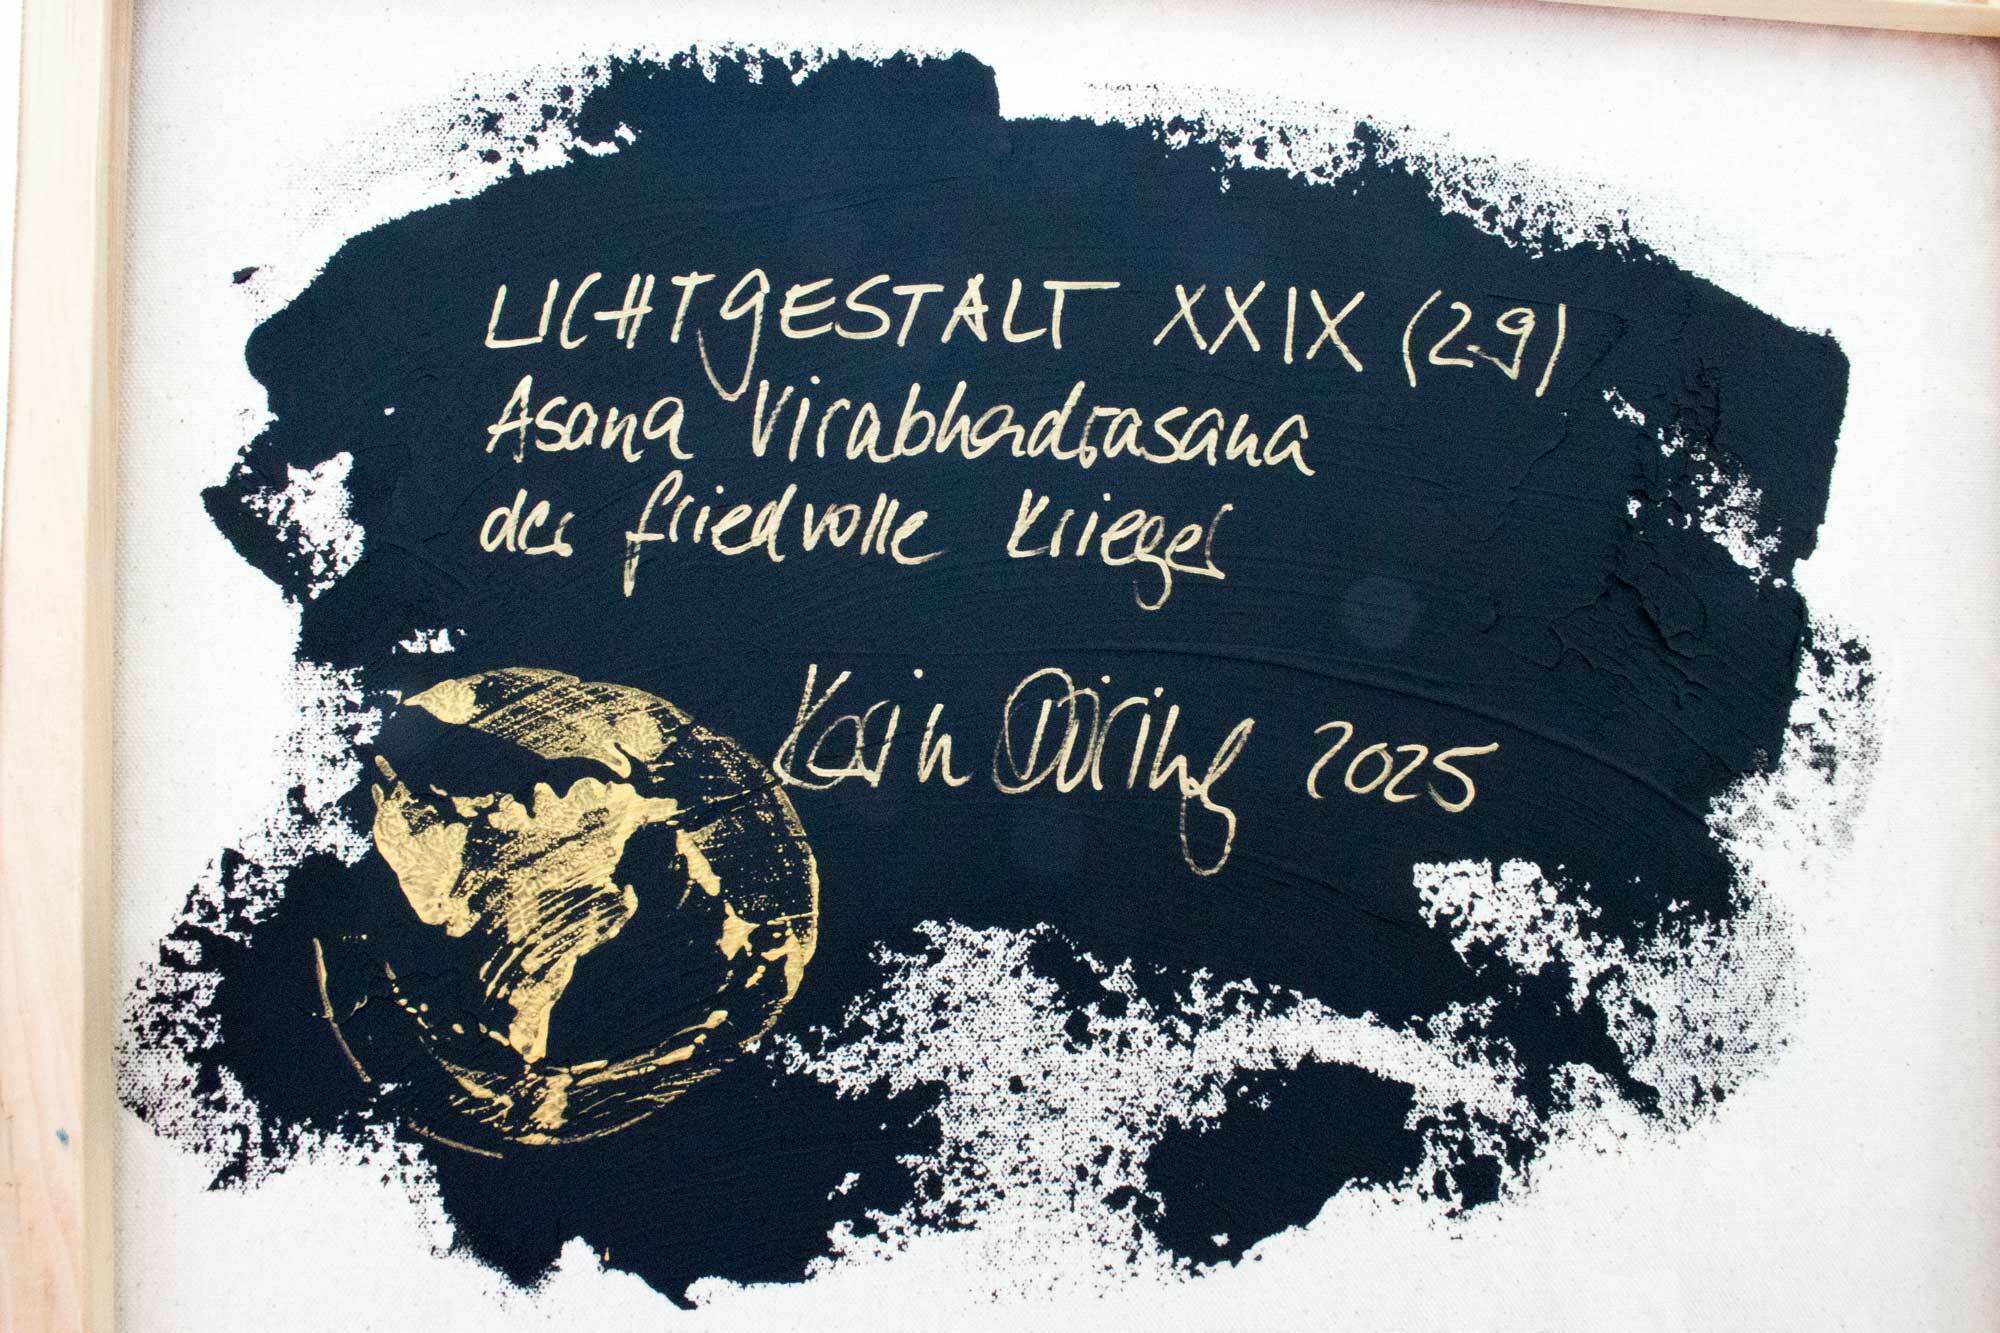 LICHTgESTALT XXIX (29)
Asana Virabhadrasana
der friedvolle Krieger
Karin Döring 2025